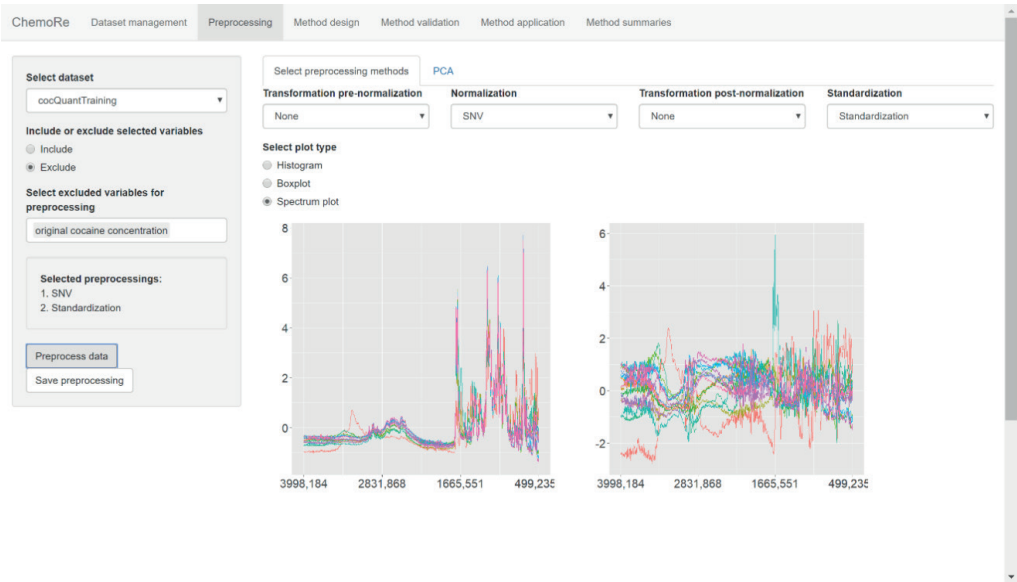 ChemoRe Dataset management Preprocessing Method design Method validation Method application Method summaries
Select dataset
cocQuantTraining
Include or exclude selected variables
Include
Exclude
Select excluded variables for
preprocessing
original cocaine concentration
Selected preprocessings:
1. SNV
2. Standardization
Preprocess data
Save preprocessing
Select preprocessing methods PCA
Transformation pre-normalization Normalization Transformation post-normalization Standardization
None SNV None Standardization
Select plot type
Histogram
Boxplot
Spectrum plot
8
6
4
2
0
3998,184 2831,868 1665,551 499,235
6
4
2
0
-2
3998,184 2831,868 1665,551 499,235